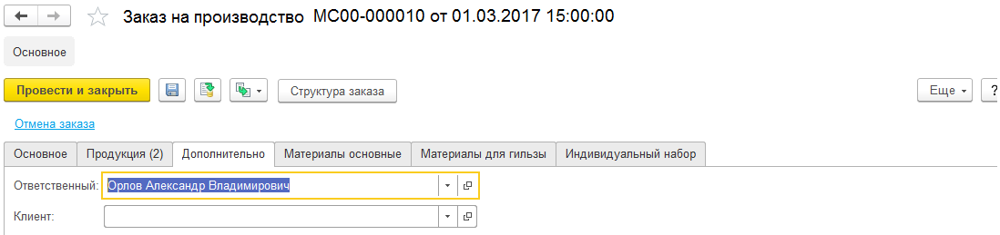 Заказ на производство МС00-000010 от 01.03.2017 15:00:00
Основное
Провести и закрыть Структура заказа Еще ?
Отмена заказа
Основное Продукция (2) Дополнительно Материалы основные Материалы для гильзы Индивидуальный набор
Ответственный: Орлов Александр Владимирович
Клиент: